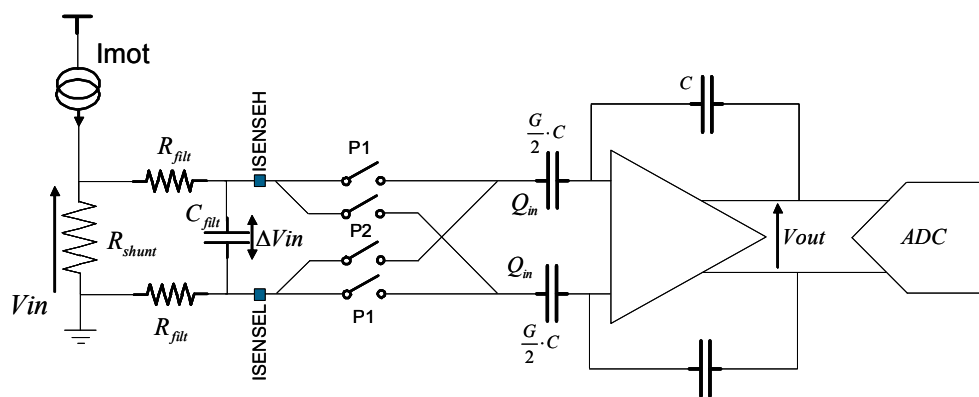 Imot
R_filt
ISENSEH
P1
G/2 · C
C
Q_in
C_filt
ΔVin
P2
R_shunt
Vin
Vout
ADC
Q_in
R_filt
ISENSEL
P1
G/2 · C